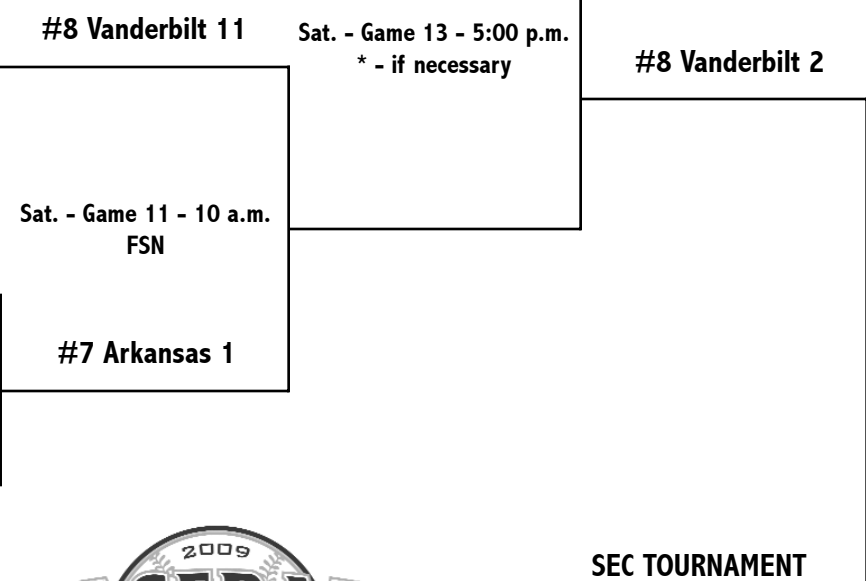 #8 Vanderbilt 11
Sat. - Game 13 - 5:00 p.m.
* - if necessary
#8 Vanderbilt 2
Sat. - Game 11 - 10 a.m.
FSN
#7 Arkansas 1
2009
SEC TOURNAMENT